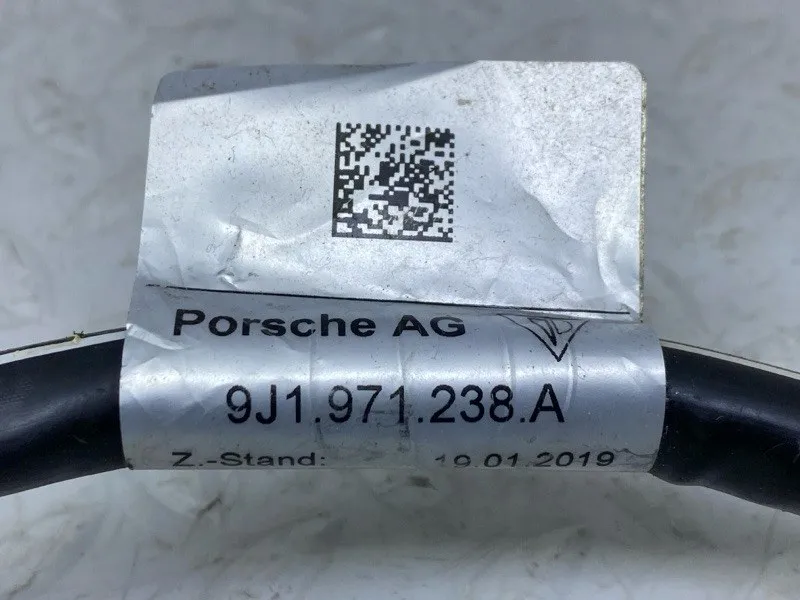 Porsche AG
9J1.971.238.A
Z.-Stand: 19.01.2019